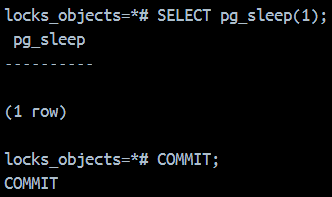 locks_objects=*# SELECT pg_sleep(1);
 pg_sleep
----------

(1 row)

locks_objects=*# COMMIT;
COMMIT